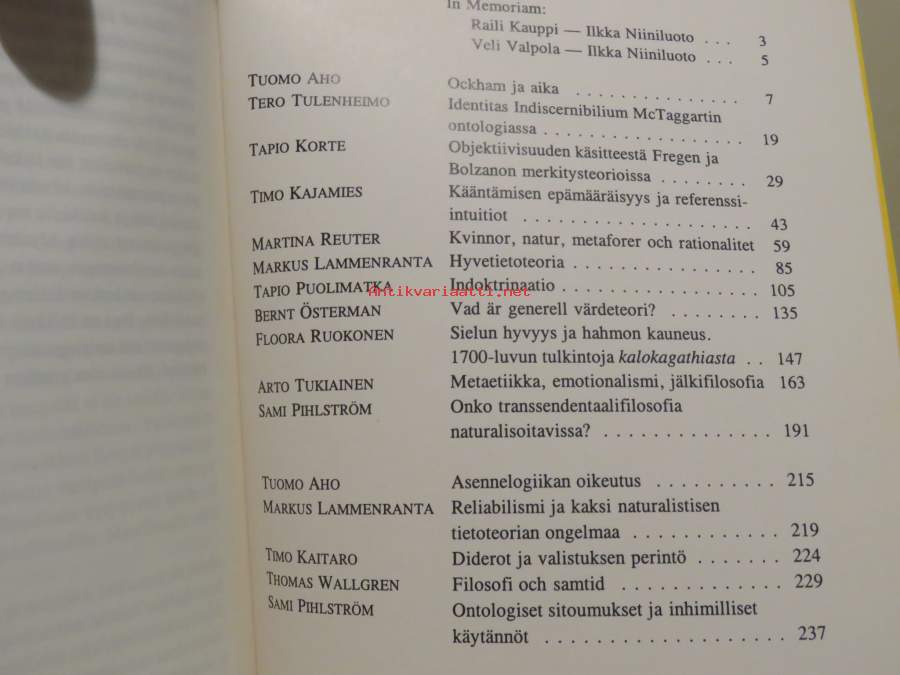 In Memoriam:
Raili Kauppi — Ilkka Niiniluoto . . . 3
Veli Valpola — Ilkka Niiniluoto . . . 5
TUOMO AHO Ockham ja aika . . . . . . . . . . . . . . . 7
TERO TULENHEIMO Identitas Indiscernibilium McTaggartin
ontologiassa . . . . . . . . . . . . . . . . . 19
TAPIO KORTE Objektiivisuuden käsitteestä Fregen ja
Bolzanon merkitysteorioissa . . . . . . . . 29
TIMO KAJAMIES Kääntämisen epämääräisyys ja referenssi-
intuitiot . . . . . . . . . . . . . . . . . . . 43
MARTINA REUTER Kvinnor, natur, metaforer och rationalitet 59
MARKUS LAMMENRANTA Hyvetietoteoria . . . . . . . . . . . . . . 85
TAPIO PUOLIMATKA Indoktrinaatio . . . . . . . . . . . . . . 105
Antikvariaatti.net
BERNT ÖSTERMAN Vad är generell värdeteori? . . . . . . . . 135
FLOORA RUOKONEN Sielun hyvyys ja hahmon kauneus.
1700-luvun tulkintoja kalokagathiasta . . 147
ARTO TUKIAINEN Metaetiikka, emotionalismi, jälkifilosofia 163
SAMI PIHLSTRÖM Onko transsendentaalifilosofia
naturalisoitavissa? . . . . . . . . . . . . . . 191
TUOMO AHO Asennelogiikan oikeutus . . . . . . . . . . 215
MARKUS LAMMENRANTA Reliabilismi ja kaksi naturalistisen
tietoteorian ongelmaa . . . . . . . . . . . . 219
TIMO KAITARO Diderot ja valistuksen perintö . . . . . . . 224
THOMAS WALLGREN Filosofi och samtid . . . . . . . . . . . . . 229
SAMI PIHLSTRÖM Ontologiset sitoumukset ja inhimilliset
käytännöt . . . . . . . . . . . . . . . . . . . 237